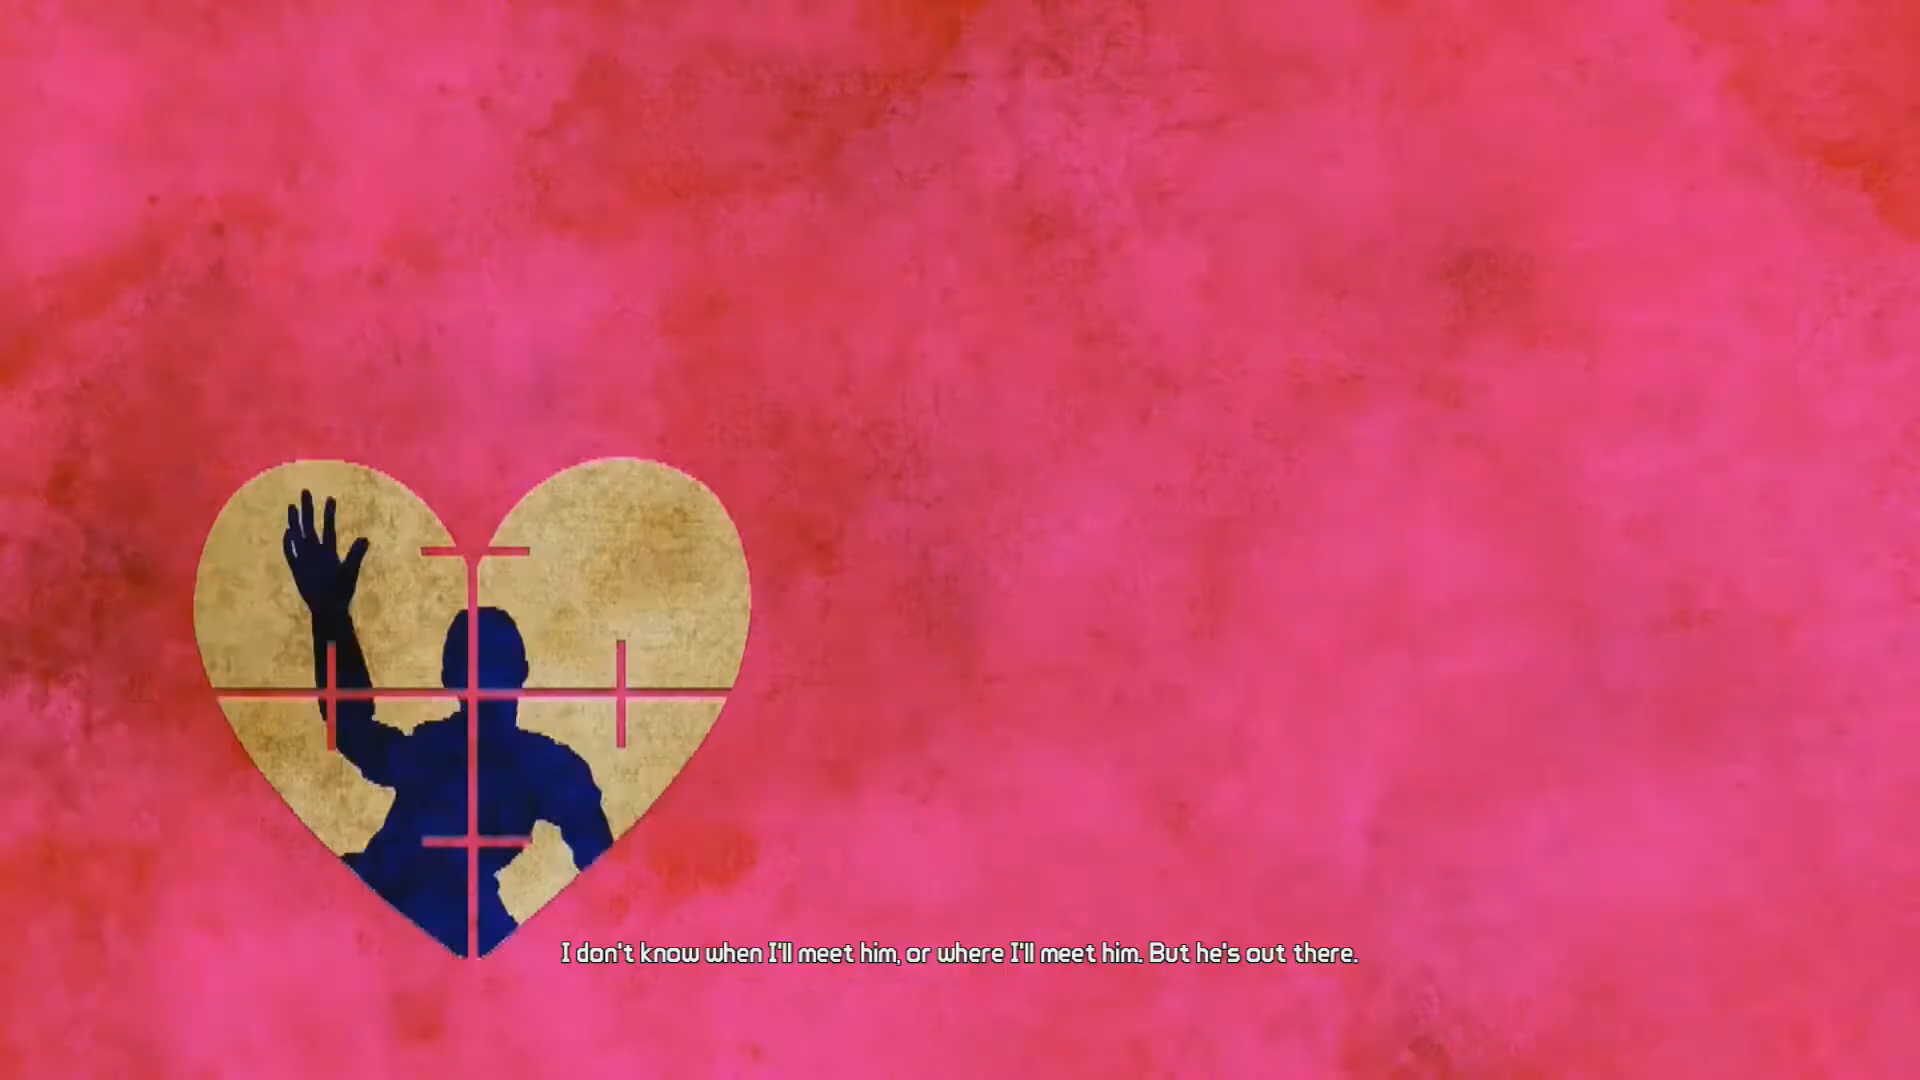 I don't know when I'll meet him, or where I'll meet him. But he's out there.